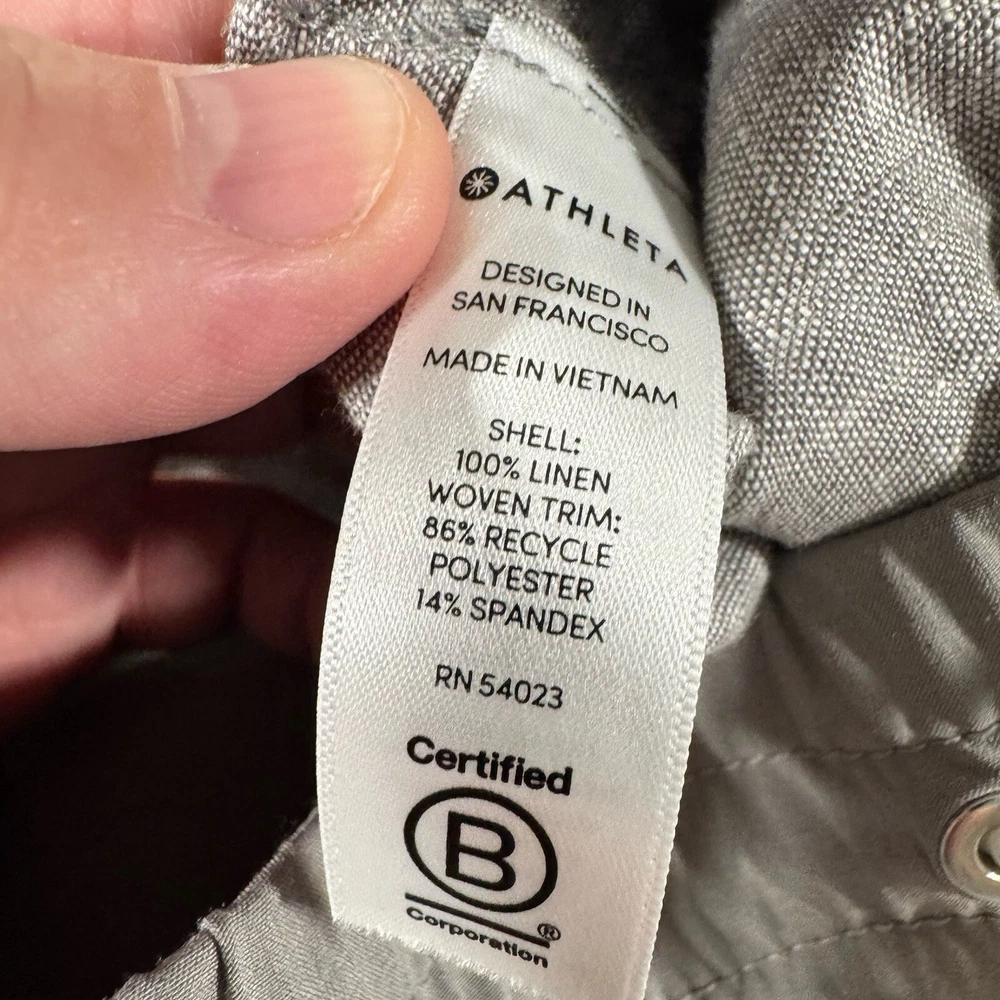 ATHLETA
DESIGNED IN
SAN FRANCISCO
MADE IN VIETNAM
SHELL:
100% LINEN
WOVEN TRIM:
86% RECYCLE
POLYESTER
14% SPANDEX
RN 54023
Certified
B
®
Corporation